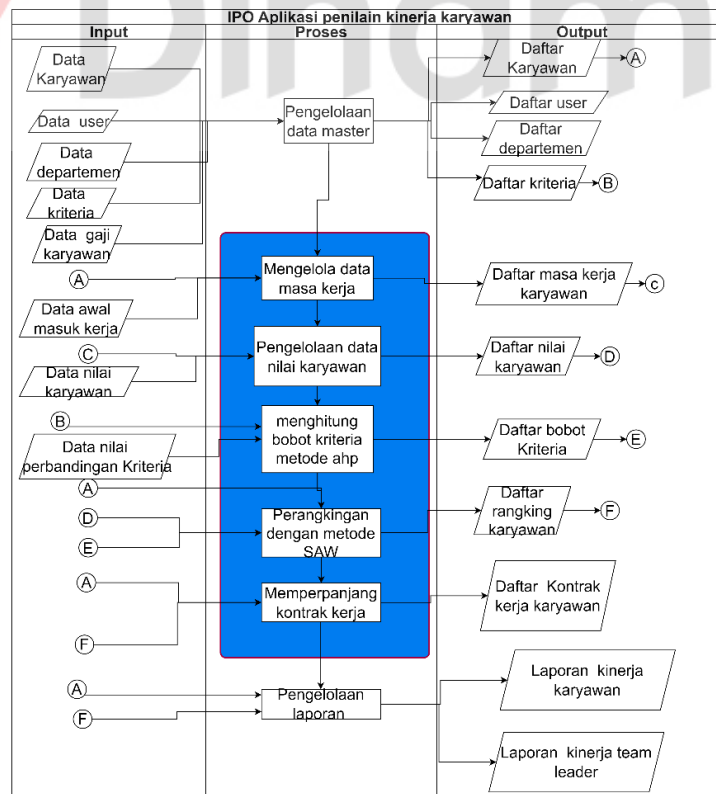 Dinam
IPO Aplikasi penilain kinerja karyawan
Input
Proses
Output
Data
Karyawan
Data user
Data
departemen
Data
kriteria
Data gaji
karyawan
Pengelolaan
data master
Daftar
Karyawan
A
Daftar user
Daftar
departemen
Daftar kriteria
B
A
Data awal
masuk kerja
Mengelola data
masa kerja
Daftar masa kerja
karyawan
c
C
Data nilai
karyawan
Pengelolaan data
nilai karyawan
Daftar nilai
karyawan
D
B
Data nilai
perbandingan Kriteria
menghitung
bobot kriteria
metode ahp
Daftar bobot
Kriteria
E
A
D
E
Perangkingan
dengan metode
SAW
Daftar
rangking
karyawan
F
A
F
Memperpanjang
kontrak kerja
Daftar Kontrak
kerja karyawan
A
F
Pengelolaan
laporan
Laporan kinerja
karyawan
Laporan kinerja team
leader